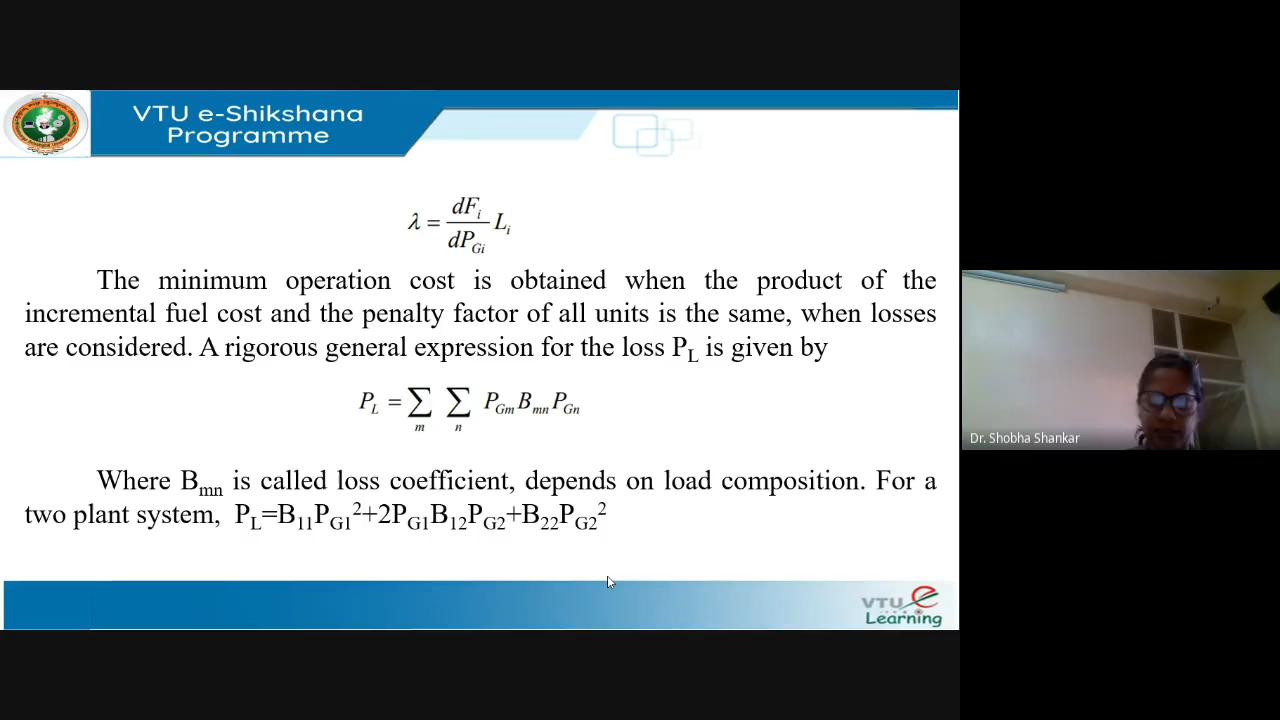 VTU e-Shikshana
Programme
λ = dF_i/dP_Gi L_i
The minimum operation cost is obtained when the product of the
incremental fuel cost and the penalty factor of all units is the same, when losses
are considered. A rigorous general expression for the loss P_L is given by
P_L = ∑_m ∑_n P_Gm B_mn P_Gn
Where B_mn is called loss coefficient, depends on load composition. For a
two plant system, P_L=B_11P_G1^2+2P_G1B_12P_G2+B_22P_G2^2
VTU e
Learning
Dr. Shobha Shankar